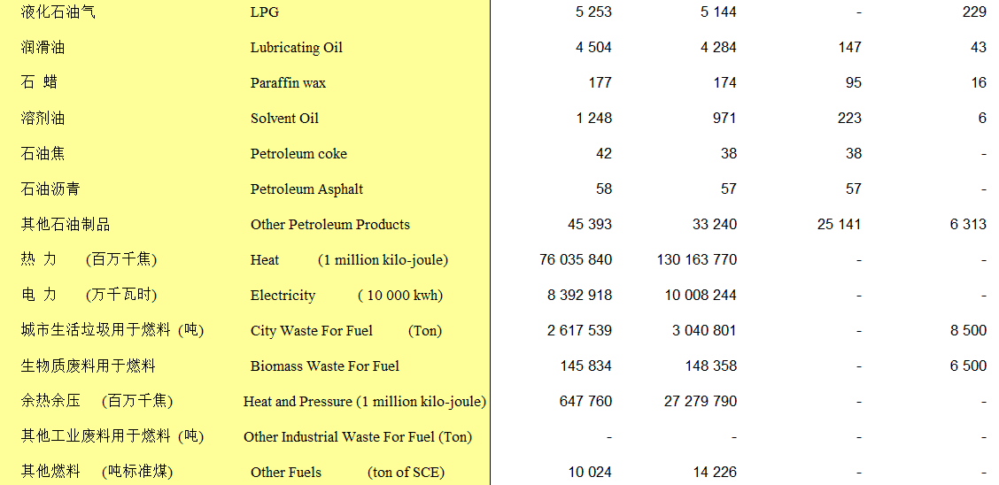 液化石油气 LPG 5 253 5 144 - 229
润滑油 Lubricating Oil 4 504 4 284 147 43
石 蜡 Paraffin wax 177 174 95 16
溶剂油 Solvent Oil 1 248 971 223 6
石油焦 Petroleum coke 42 38 38 -
石油沥青 Petroleum Asphalt 58 57 57 -
其他石油制品 Other Petroleum Products 45 393 33 240 25 141 6 313
热 力 (百万千焦) Heat (1 million kilo-joule) 76 035 840 130 163 770 - -
电 力 (万千瓦时) Electricity ( 10 000 kwh) 8 392 918 10 008 244 - -
城市生活垃圾用于燃料 (吨) City Waste For Fuel (Ton) 2 617 539 3 040 801 - 8 500
生物质废料用于燃料 Biomass Waste For Fuel 145 834 148 358 - 6 500
余热余压 (百万千焦) Heat and Pressure (1 million kilo-joule) 647 760 27 279 790 - -
其他工业废料用于燃料 (吨) Other Industrial Waste For Fuel (Ton) - - - -
其他燃料 (吨标准煤) Other Fuels (ton of SCE) 10 024 14 226 - -